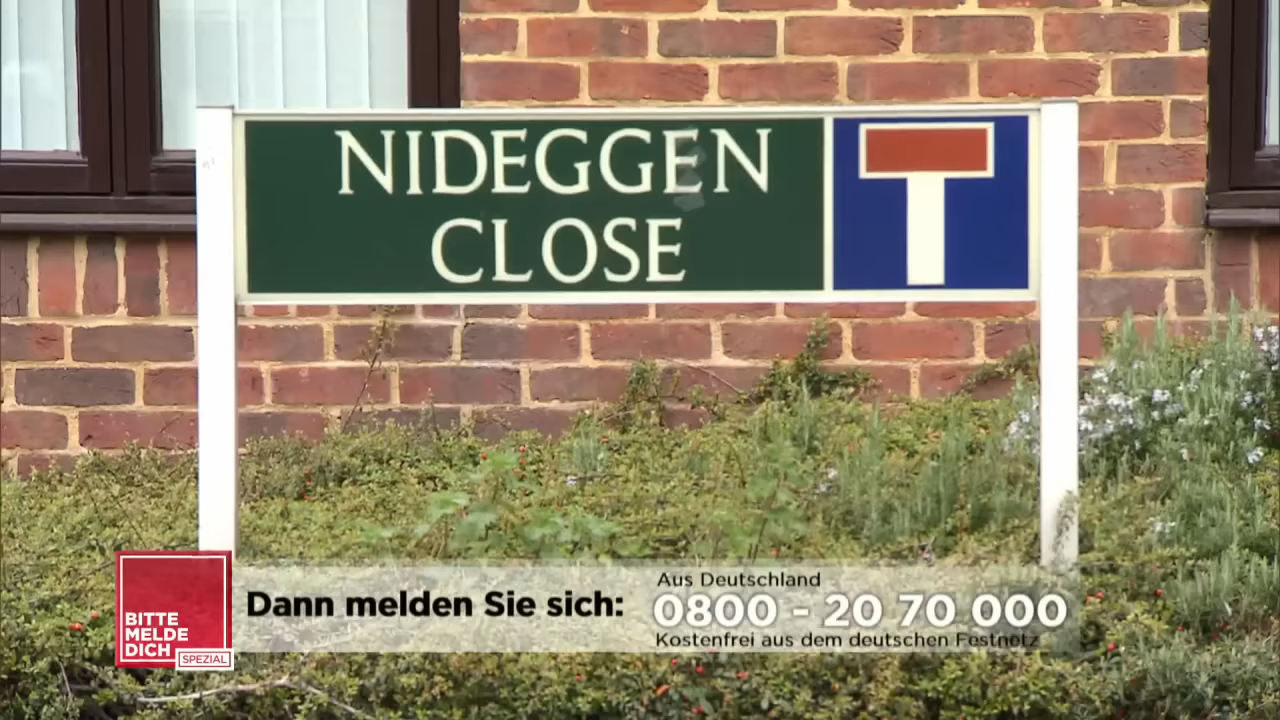 NIDEGGEN
CLOSE
BITTE
MELDE
DICH
SPEZIAL
Dann melden Sie sich:
Aus Deutschland
0800 - 20 70 000
Kostenfrei aus dem deutschen Festnetz